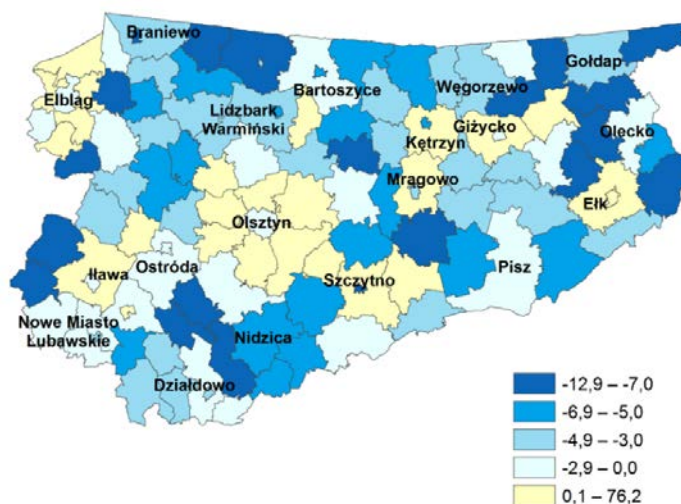 Braniewo
Gołdap
Elbląg
Bartoszyce
Węgorzewo
Lidzbark
Warmiński
Giżycko
Olecko
Kętrzyn
Mrągowo
Ełk
Olsztyn
Ostróda
Pisz
Iława
Szczytno
Nowe Miasto
Lubawskie
Nidzica
Działdowo
-12,9 – -7,0
-6,9 – -5,0
-4,9 – -3,0
-2,9 – 0,0
0,1 – 76,2